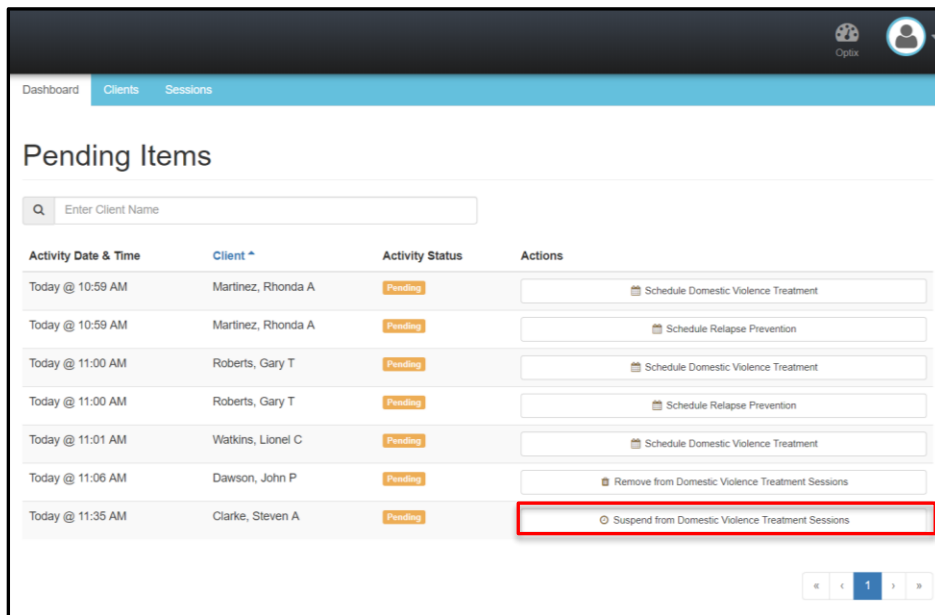 Optix
Dashboard Clients Sessions
Pending Items
Enter Client Name
Activity Date & Time Client Activity Status Actions
Today @ 10:59 AM Martinez, Rhonda A Pending Schedule Domestic Violence Treatment
Today @ 10:59 AM Martinez, Rhonda A Pending Schedule Relapse Prevention
Today @ 11:00 AM Roberts, Gary T Pending Schedule Domestic Violence Treatment
Today @ 11:00 AM Roberts, Gary T Pending Schedule Relapse Prevention
Today @ 11:01 AM Watkins, Lionel C Pending Schedule Domestic Violence Treatment
Today @ 11:06 AM Dawson, John P Pending Remove from Domestic Violence Treatment Sessions
Today @ 11:35 AM Clarke, Steven A Pending Suspend from Domestic Violence Treatment Sessions
« ‹ 1 › »